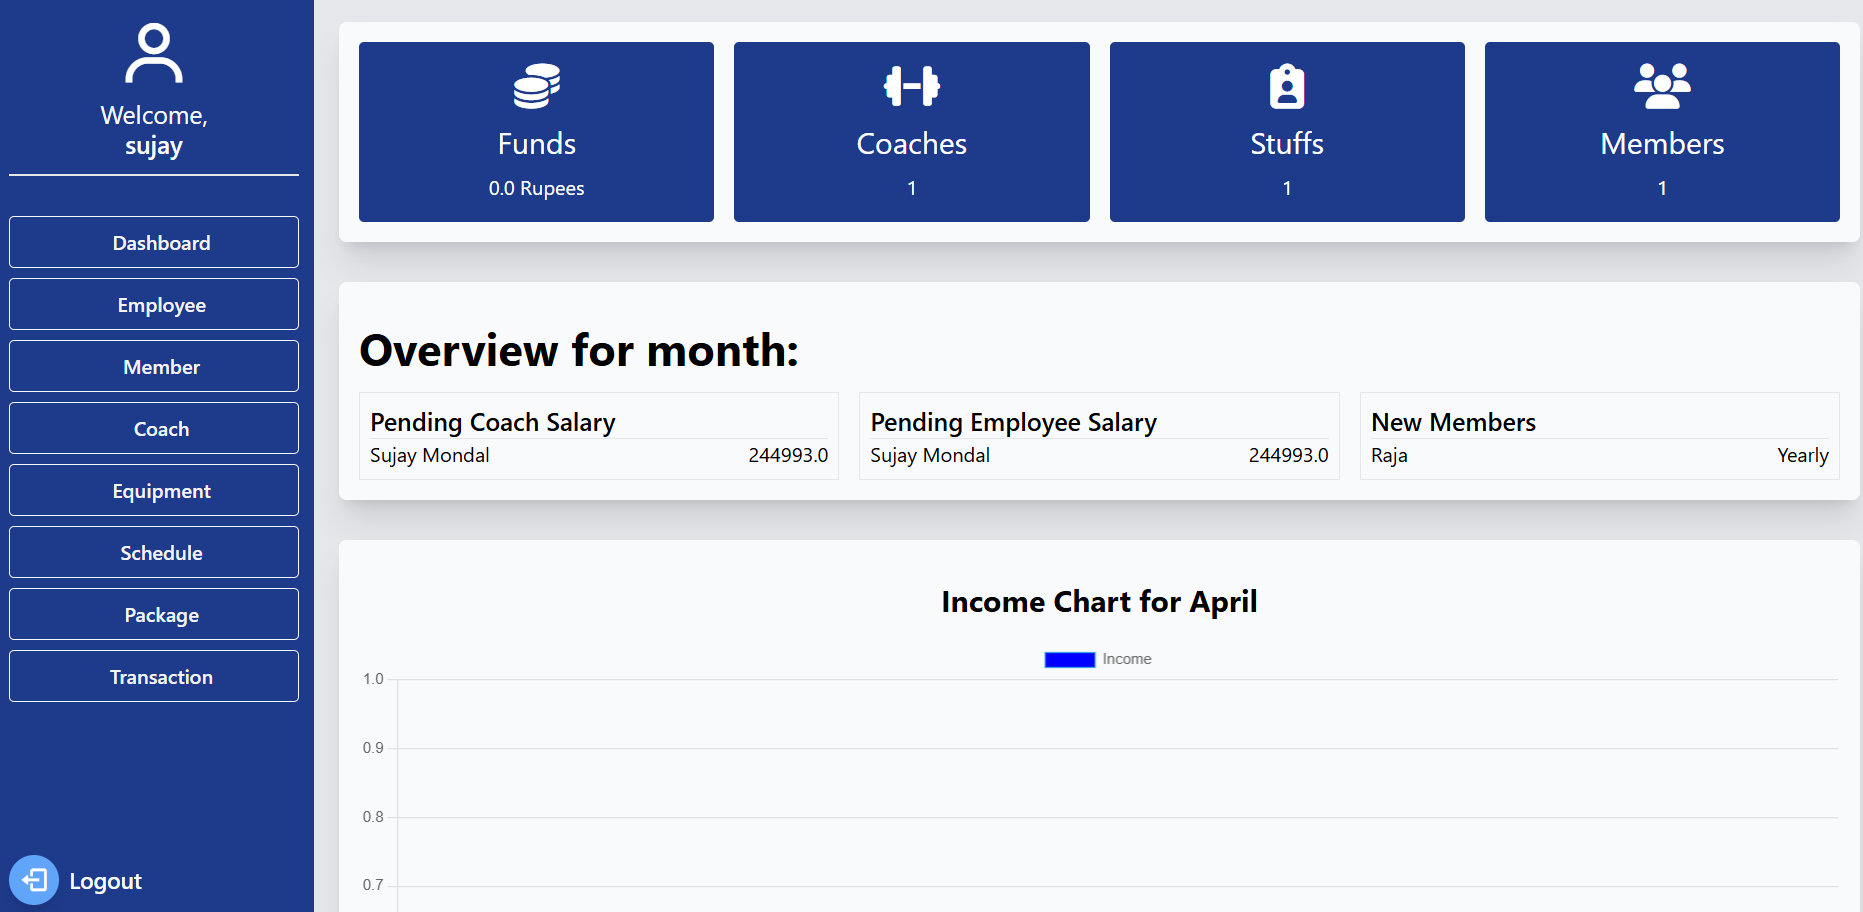 Welcome,
sujay
Dashboard
Employee
Member
Coach
Equipment
Schedule
Package
Transaction
Logout
Funds
0.0 Rupees
Coaches
1
Stuffs
1
Members
1
Overview for month:
Pending Coach Salary
Sujay Mondal 244993.0
Pending Employee Salary
Sujay Mondal 244993.0
New Members
Raja Yearly
Income Chart for April
Income
1.0
0.9
0.8
0.7